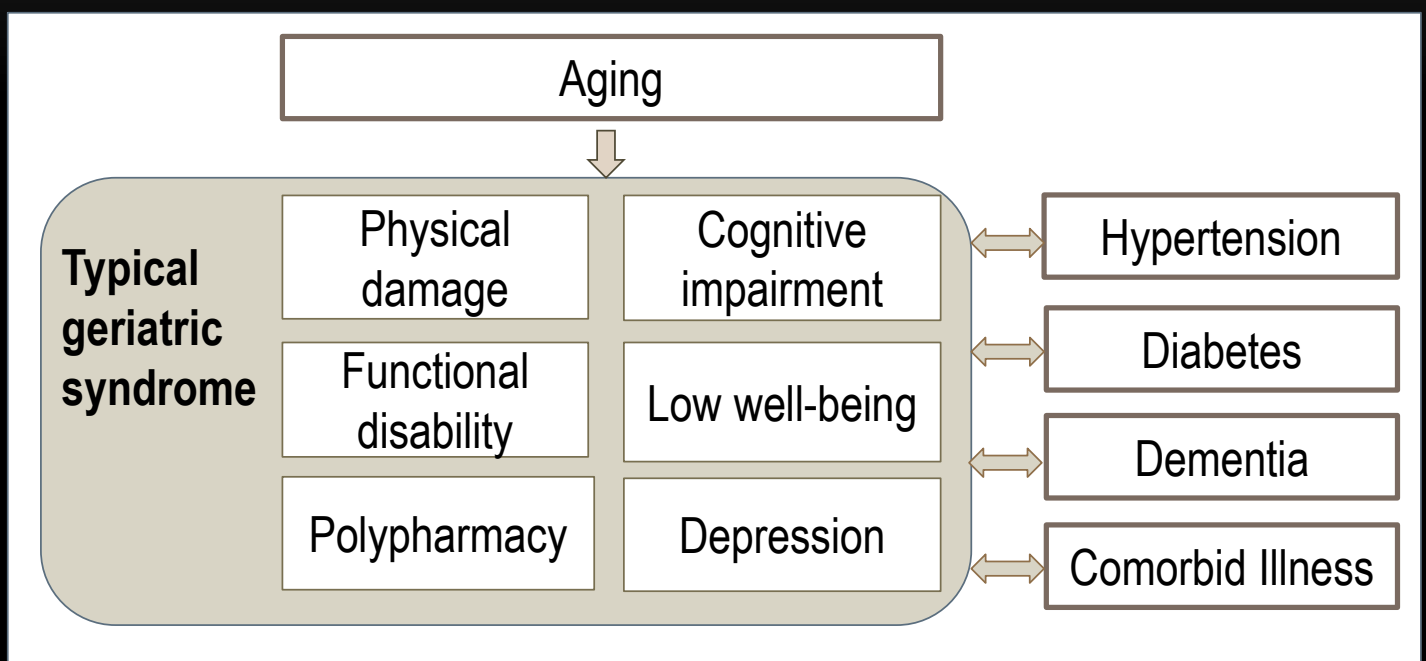 Aging
Typical
geriatric
syndrome
Physical
damage
Cognitive
impairment
Functional
disability
Low well-being
Polypharmacy
Depression
Hypertension
Diabetes
Dementia
Comorbid Illness